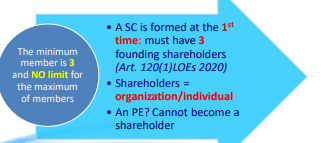 The minimum
member is 3
and NO limit for
the maximum
of members
• A SC is formed at the 1st
time: must have 3
founding shareholders
(Art. 120(1)LOEs 2020)
• Shareholders =
organization/individual
• An PE? Cannot become a
shareholder